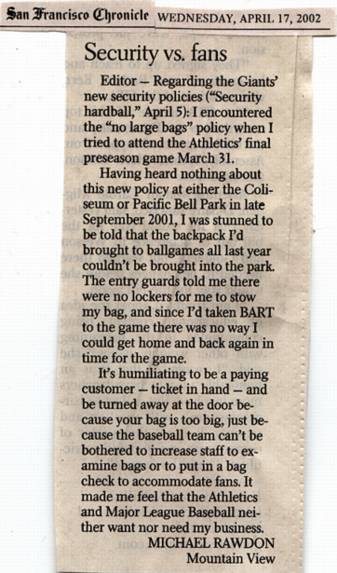 San Francisco Chronicle WEDNESDAY, APRIL 17, 2002
Security vs. fans
Editor — Regarding the Giants'
new security policies ("Security
hardball," April 5): I encountered
the "no large bags" policy when I
tried to attend the Athletics' final
preseason game March 31.
Having heard nothing about
this new policy at either the Coli-
seum or Pacific Bell Park in late
September 2001, I was stunned to
be told that the backpack I'd
brought to ballgames all last year
couldn't be brought into the park.
The entry guards told me there
were no lockers for me to stow
my bag, and since I'd taken BART
to the game there was no way I
could get home and back again in
time for the game.
It's humiliating to be a paying
customer — ticket in hand — and
be turned away at the door be-
cause your bag is too big, just be-
cause the baseball team can't be
bothered to increase staff to ex-
amine bags or to put in a bag
check to accommodate fans. It
made me feel that the Athletics
and Major League Baseball nei-
ther want nor need my business.
MICHAEL RAWDON
Mountain View